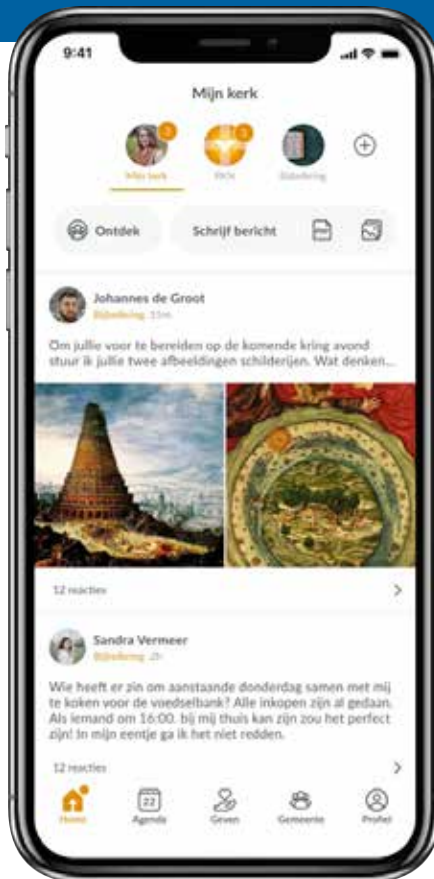 9:41
Mijn kerk
Mijn kerk
Bijbelkring
Ontdek
Schrijf bericht
Johannes de Groot
Bijbelkring 11m
Om jullie voor te bereiden op de komende kring avond
stuur ik jullie twee afbeeldingen schilderijen. Wat denken...
12 reacties
Sandra Vermeer
Bijbelkring 2h
Wie heeft er zin om aanstaande donderdag samen met mij
te koken voor de voedselbank? Alle inkopen zijn al gedaan.
Als iemand om 16:00. bij mij thuis kan zijn zou het perfect
zijn! In mijn eentje ga ik het niet redden.
12 reacties
Home
22
Agenda
Geven
Gemeente
Profiel